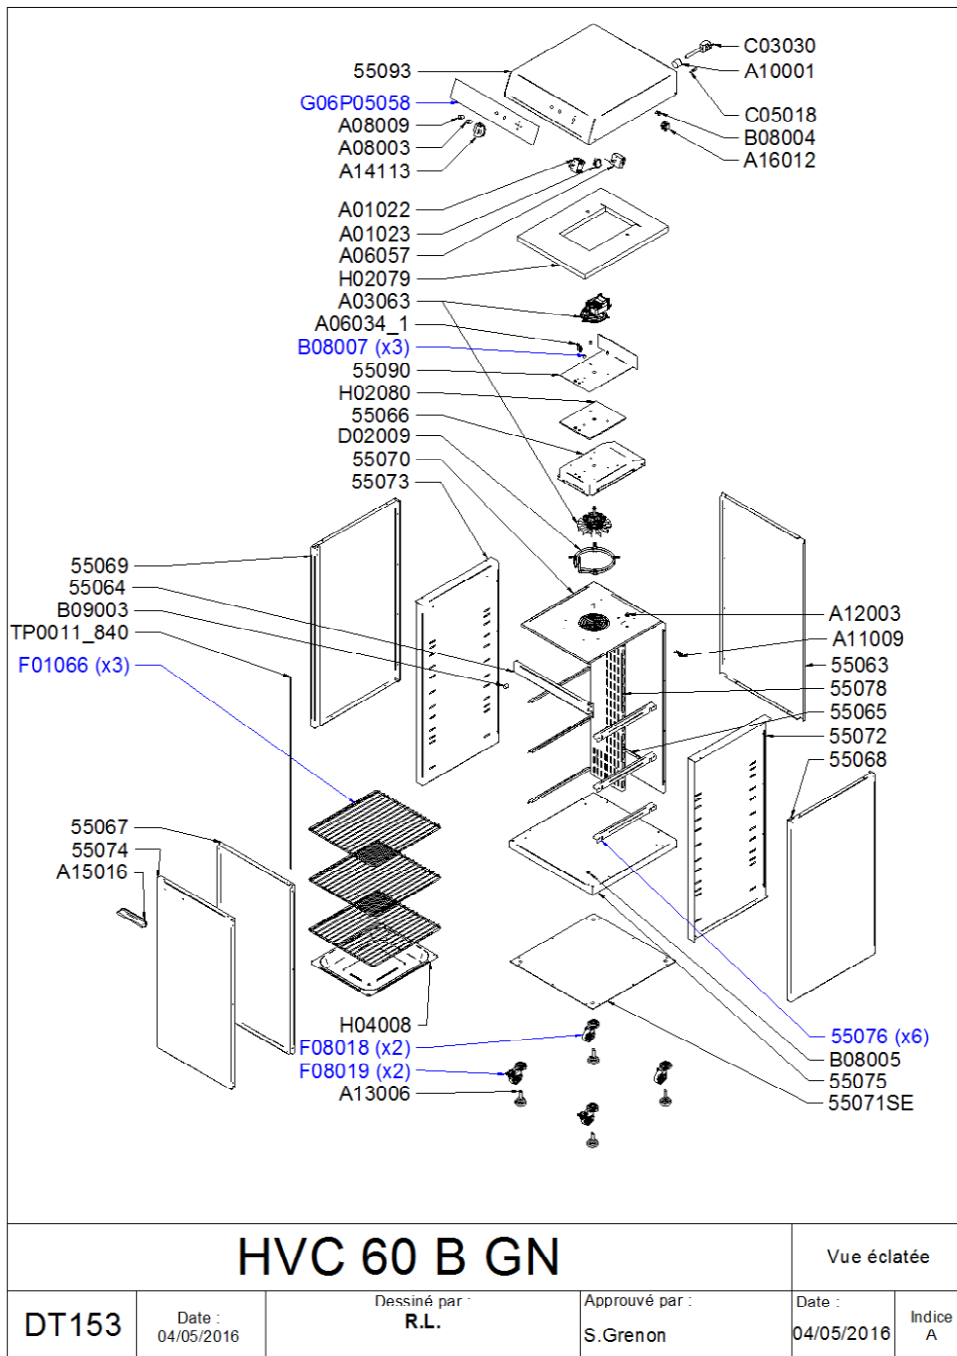 C03030
A10001
C05018
B08004
A16012
55093
G06P05058
A08009
A08003
A14113
A01022
A01023
A06057
H02079
A03063
A06034_1
B08007 (x3)
55090
H02080
55066
D02009
55070
55073
55069
55064
B09003
TP0011_840
F01066 (x3)
A12003
A11009
55063
55078
55065
55072
55068
55067
55074
A15016
H04008
F08018 (x2)
F08019 (x2)
A13006
55076 (x6)
B08005
55075
55071SE
HVC 60 B GN
Vue éclatée
DT153
Date :
04/05/2016
Dessiné par :
R.L.
Approuvé par :
S.Grenon
Date :
04/05/2016
Indice
A